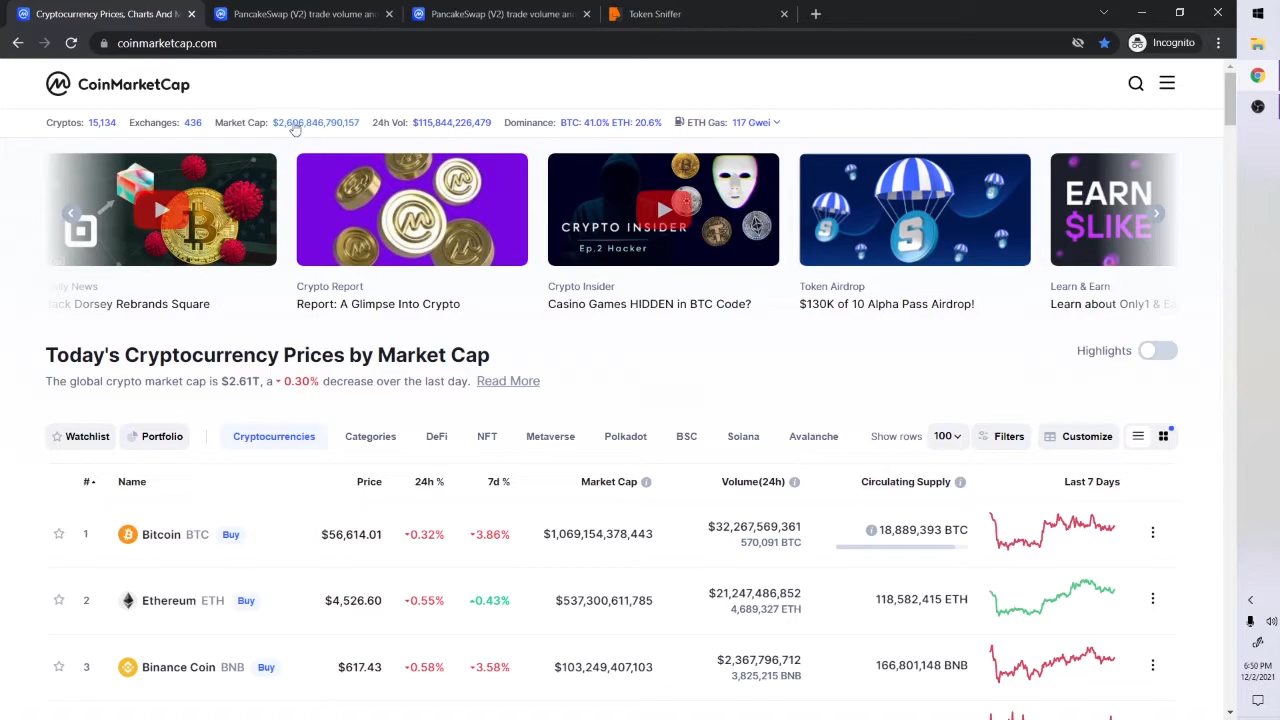 Cryptocurrency Prices, Charts And M
PancakeSwap (V2) trade volume an
PancakeSwap (V2) trade volume an
Token Sniffer
coinmarketcap.com
Incognito
CoinMarketCap
Cryptos: 15,134 Exchanges: 436 Market Cap: $2,606,846,790,157 24h Vol: $115,844,226,479 Dominance: BTC: 41.0% ETH: 20.6% ETH Gas: 117 Gwei
CRYPTO INSIDER
Ep.2 Hacker
EARN
$LIKE
Daily News
Jack Dorsey Rebrands Square
Crypto Report
Report: A Glimpse Into Crypto
Crypto Insider
Casino Games HIDDEN in BTC Code?
Token Airdrop
$130K of 10 Alpha Pass Airdrop!
Learn & Earn
Learn about Only1 & Ea
Today's Cryptocurrency Prices by Market Cap
Highlights
The global crypto market cap is $2.61T, a 0.30% decrease over the last day. Read More
Watchlist Portfolio Cryptocurrencies Categories DeFi NFT Metaverse Polkadot BSC Solana Avalanche Show rows 100 Filters Customize
# Name Price 24h % 7d % Market Cap Volume(24h) Circulating Supply Last 7 Days
1 Bitcoin BTC Buy $56,614.01 0.32% 3.86% $1,069,154,378,443 $32,267,569,361 18,889,393 BTC
570,091 BTC
2 Ethereum ETH Buy $4,526.60 0.55% 0.43% $537,300,611,785 $21,247,486,852 118,582,415 ETH
4,689,327 ETH
3 Binance Coin BNB Buy $617.43 0.58% 3.58% $103,249,407,103 $2,367,796,712 166,801,148 BNB
3,825,215 BNB
6:50 PM
12/2/2021